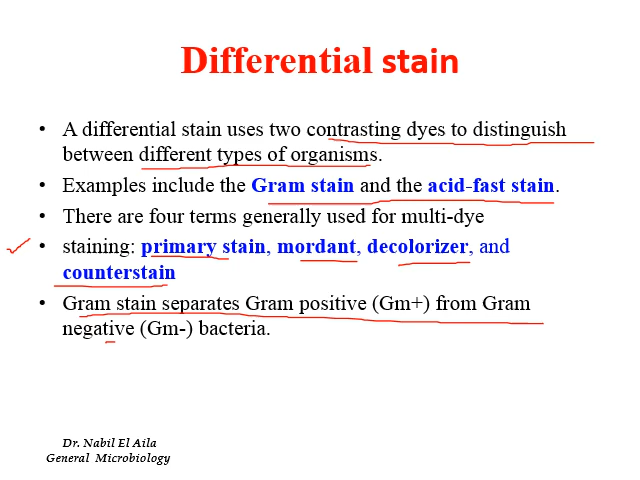 Differential stain
• A differential stain uses two contrasting dyes to distinguish
between different types of organisms.
• Examples include the Gram stain and the acid-fast stain.
• There are four terms generally used for multi-dye
• staining: primary stain, mordant, decolorizer, and
counterstain
• Gram stain separates Gram positive (Gm+) from Gram
negative (Gm-) bacteria.
Dr. Nabil El Aila
General Microbiology